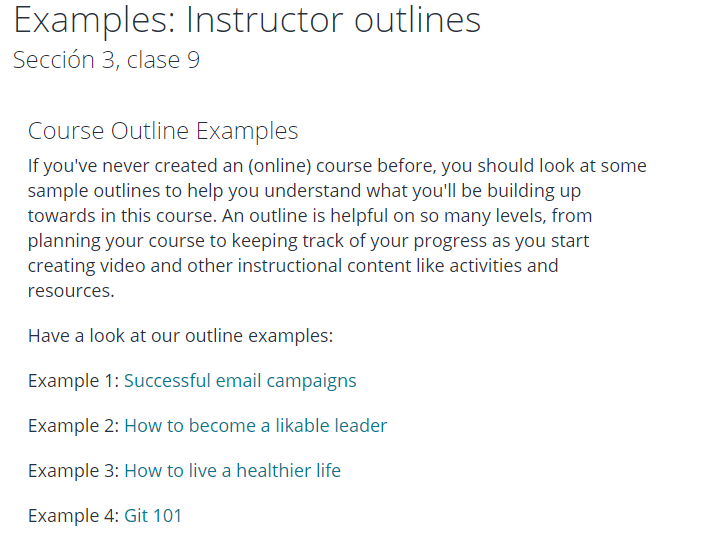 Examples: Instructor outlines
Sección 3, clase 9
Course Outline Examples
If you've never created an (online) course before, you should look at some
sample outlines to help you understand what you'll be building up
towards in this course. An outline is helpful on so many levels, from
planning your course to keeping track of your progress as you start
creating video and other instructional content like activities and
resources.
Have a look at our outline examples:
Example 1: Successful email campaigns
Example 2: How to become a likable leader
Example 3: How to live a healthier life
Example 4: Git 101